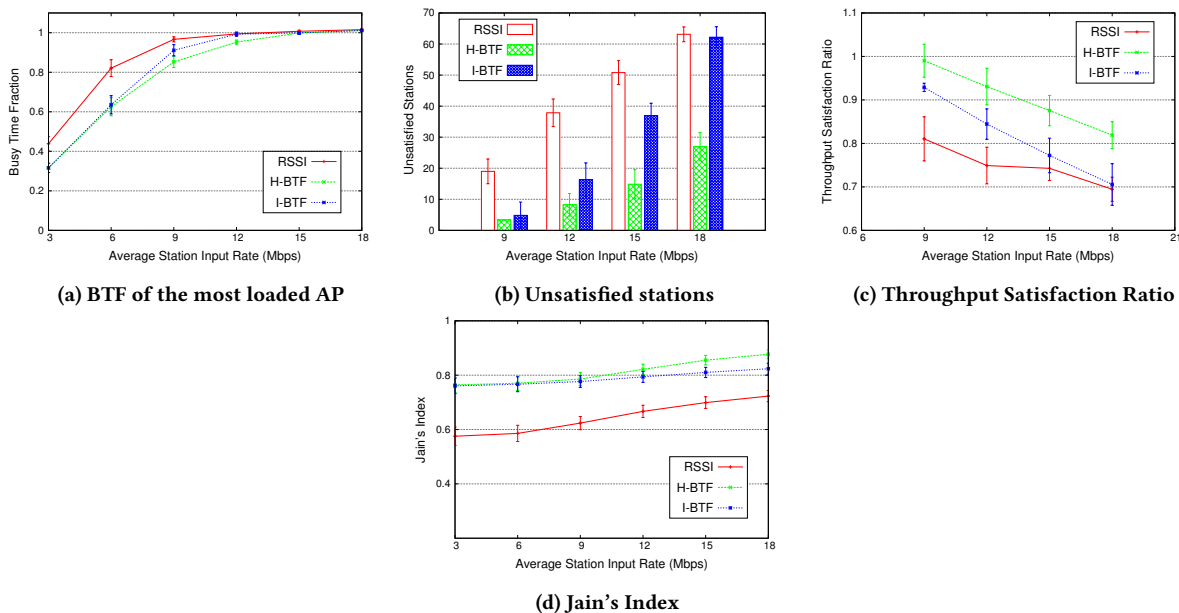 Busy Time Fraction
1
0.8
0.6
0.4
0.2
0
RSSI
H-BTF
I-BTF
3 6 9 12 15 18
Average Station Input Rate (Mbps)
(a) BTF of the most loaded AP
Unsatisfied Stations
70
60
50
40
30
20
10
0
RSSI
H-BTF
I-BTF
9 12 15 18
Average Station Input Rate (Mbps)
(b) Unsatisfied stations
Throughput Satisfaction Ratio
1.1
1
0.9
0.8
0.7
0.6
RSSI
H-BTF
I-BTF
6 9 12 15 18 21
Average Station Input Rate (Mbps)
(c) Throughput Satisfaction Ratio
Jain's Index
1
0.8
0.6
0.4
RSSI
H-BTF
I-BTF
3 6 9 12 15 18
Average Station Input Rate (Mbps)
(d) Jain's Index